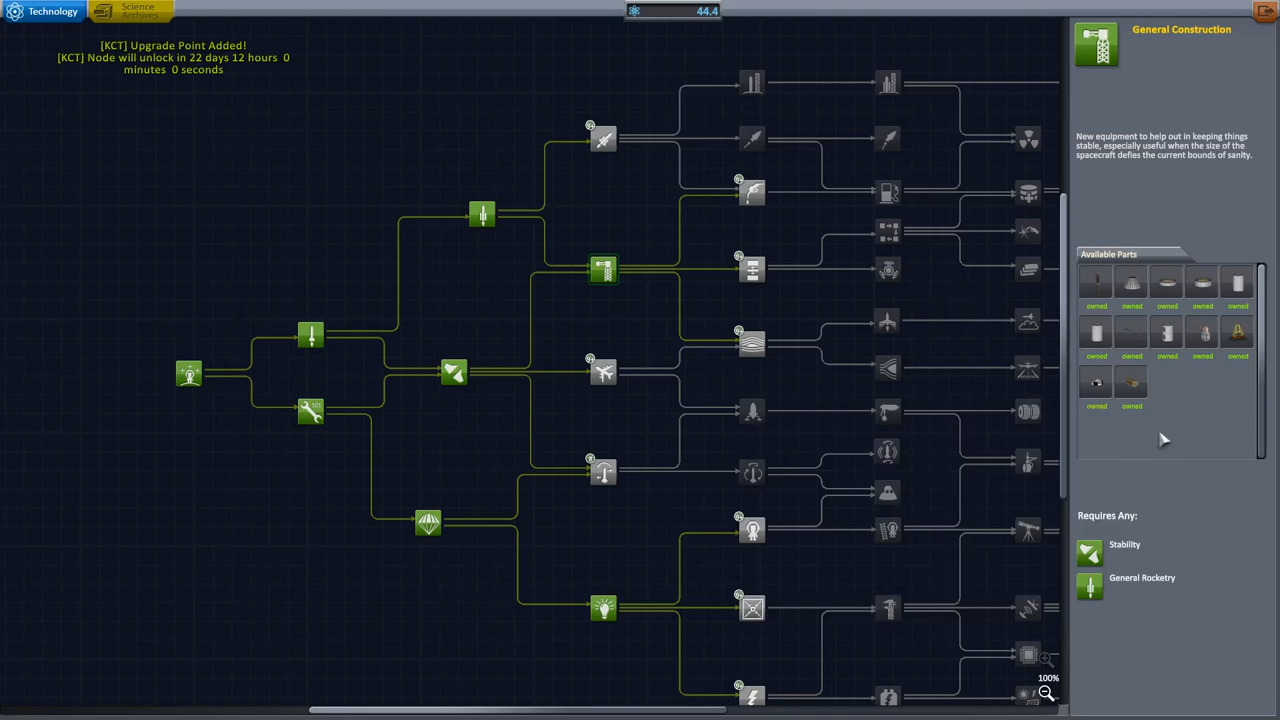 Technology
Science
Archives
44.4
[KCT] Upgrade Point Added!
[KCT] Node will unlock in 22 days 12 hours 0
minutes 0 seconds
General Construction
New equipment to help out in keeping things
stable, especially useful when the size of the
spacecraft defies the current bounds of sanity.
Available Parts
owned owned owned owned owned
owned owned owned owned owned
owned owned
Requires Any:
Stability
General Rocketry
101
100%